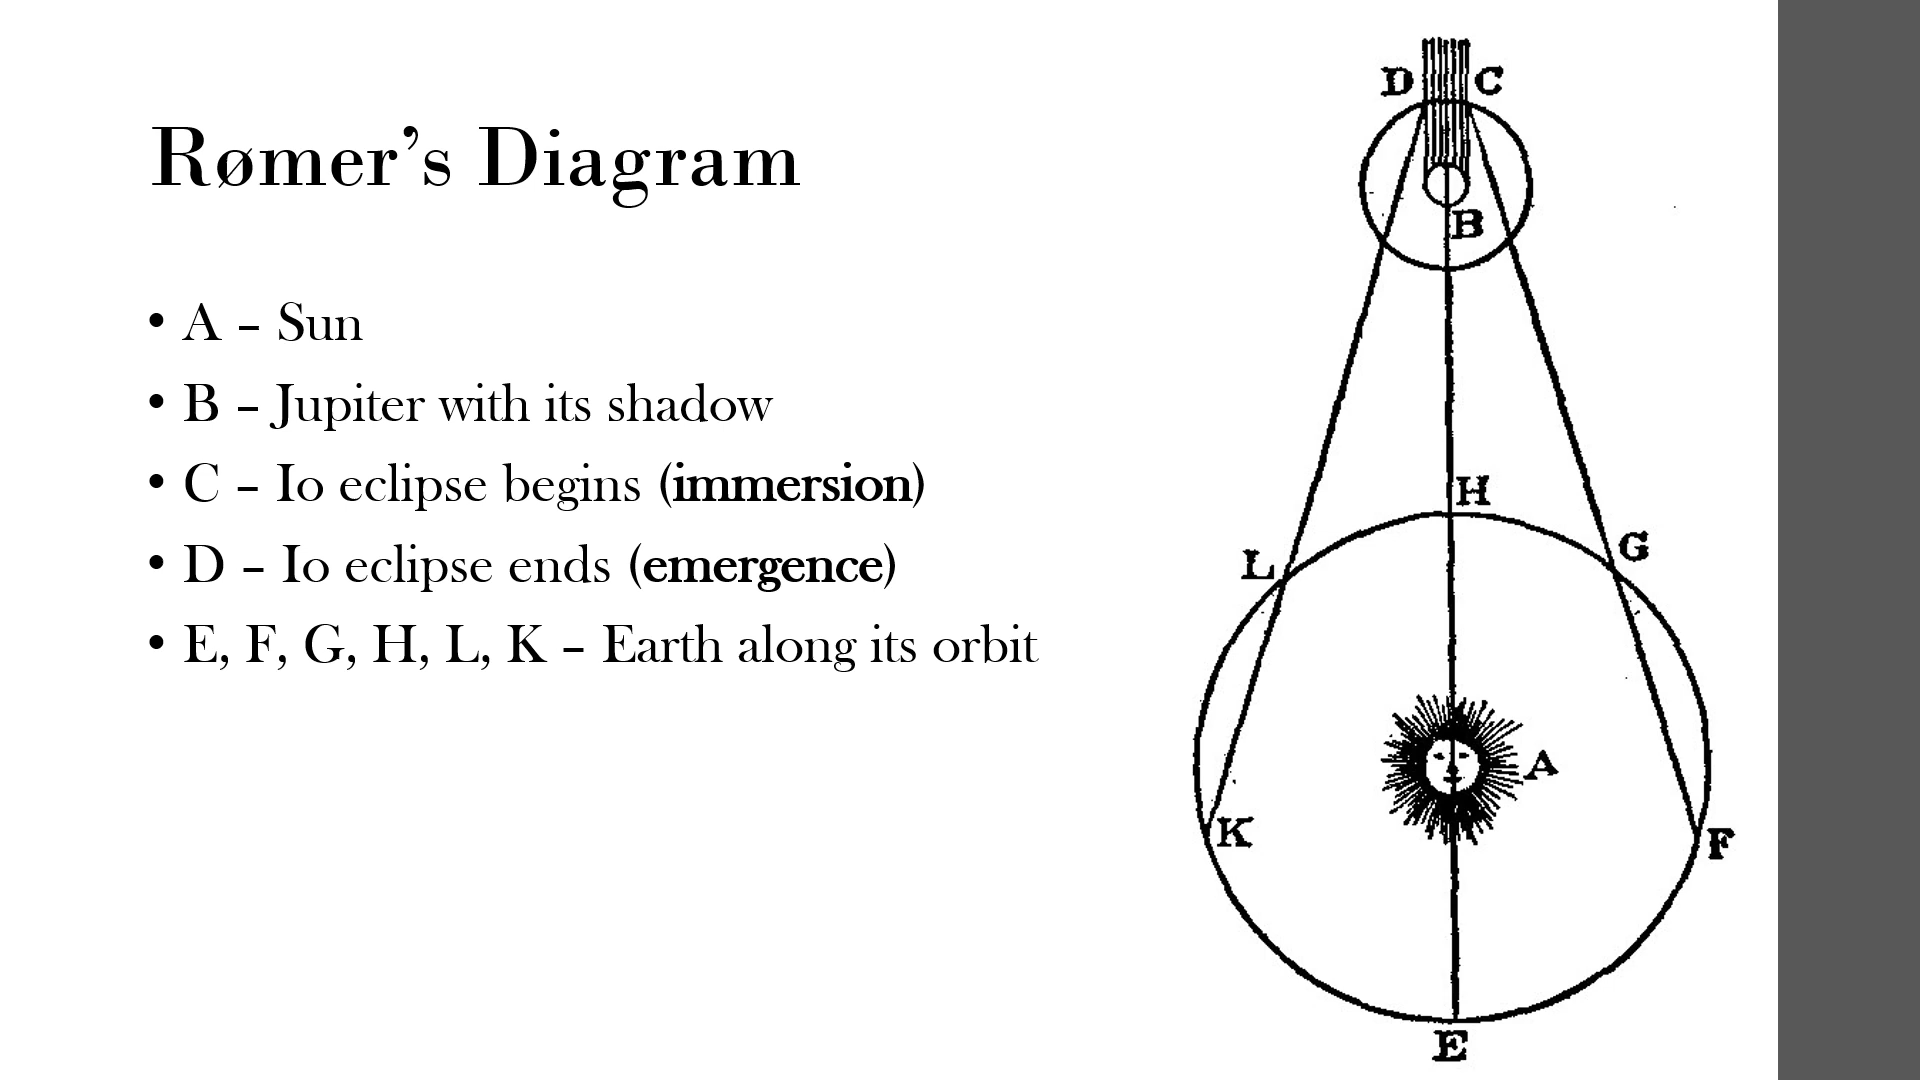 Rømer’s Diagram
• A – Sun
• B – Jupiter with its shadow
• C – Io eclipse begins (immersion)
• D – Io eclipse ends (emergence)
• E, F, G, H, L, K – Earth along its orbit
D C
B
H
L G
A
K F
E